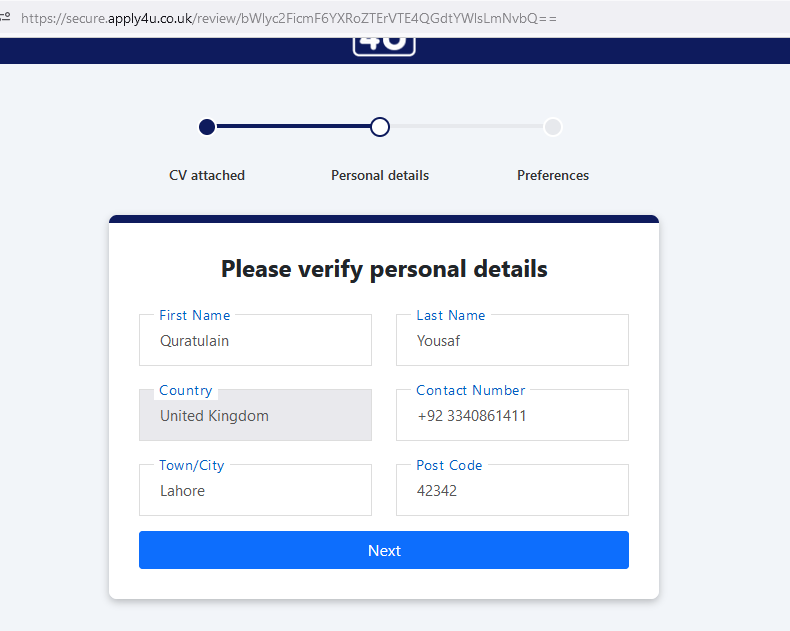 https://secure.apply4u.co.uk/review/bWlyc2FicmF6YXRoZTErVTE4QGdtYWlsLmNvbQ==
4U
CV attached
Personal details
Preferences
Please verify personal details
First Name
Last Name
Quratulain
Yousaf
Country
Contact Number
United Kingdom
+92 3340861411
Town/City
Post Code
Lahore
42342
Next